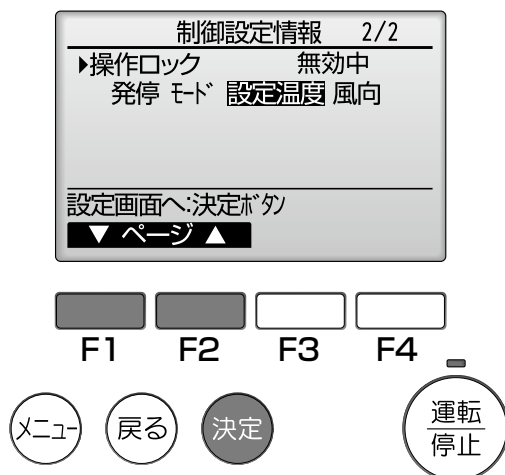 制御設定情報 2/2
▶操作ロック 無効中
発停 ﾓｰﾄﾞ 設定温度 風向
設定画面へ:決定ﾎﾞﾀﾝ
▼ ページ ▲
F1 F2 F3 F4
メニュー 戻る 決定 運転
停止